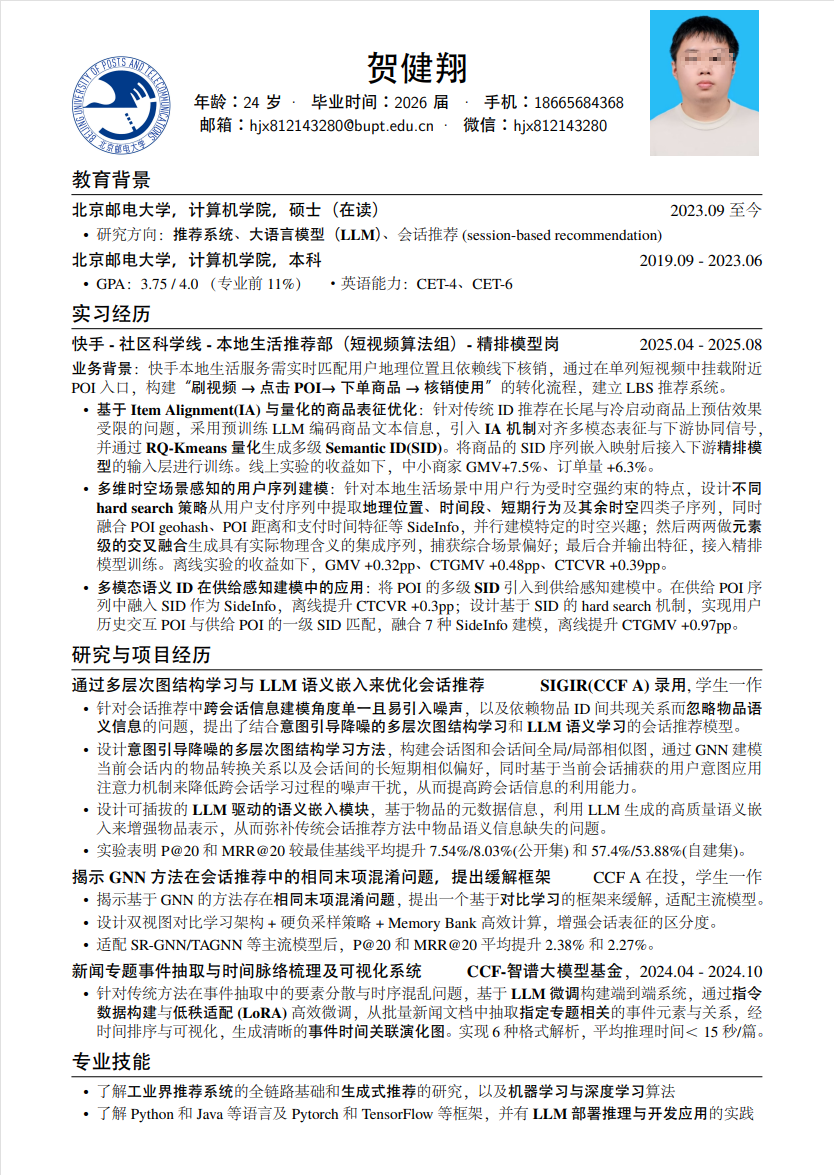 BEIJING UNIVERSITY OF POSTS AND TELECOMMUNICATIONS
北京邮电大学
贺健翔
年龄：24 岁 · 毕业时间：2026 届 · 手机：18665684368
邮箱：hjx812143280@bupt.edu.cn · 微信：hjx812143280
教育背景
北京邮电大学，计算机学院，硕士（在读） 2023.09 至今
• 研究方向：推荐系统、大语言模型（LLM）、会话推荐 (session-based recommendation)
北京邮电大学，计算机学院，本科 2019.09 - 2023.06
• GPA：3.75 / 4.0 （专业前 11%） • 英语能力：CET-4、CET-6
实习经历
快手 - 社区科学线 - 本地生活推荐部（短视频算法组）- 精排模型岗 2025.04 - 2025.08
业务背景：快手本地生活服务需实时匹配用户地理位置且依赖线下核销，通过在单列短视频中挂载附近
POI 入口，构建“刷视频 → 点击 POI→ 下单商品 → 核销使用”的转化流程，建立 LBS 推荐系统。
• 基于 Item Alignment(IA) 与量化的商品表征优化：针对传统 ID 推荐在长尾与冷启动商品上预估效果
受限的问题，采用预训练 LLM 编码商品文本信息，引入 IA 机制对齐多模态表征与下游协同信号，
并通过 RQ-Kmeans 量化生成多级 Semantic ID(SID)。将商品的 SID 序列嵌入映射后接入下游精排模
型的输入层进行训练。线上实验的收益如下，中小商家 GMV+7.5%、订单量 +6.3%。
• 多维时空场景感知的用户序列建模：针对本地生活场景中用户行为受时空强约束的特点，设计不同
hard search 策略从用户支付序列中提取地理位置、时间段、短期行为及其余时空四类子序列，同时
融合 POI geohash、POI 距离和支付时间特征等 SideInfo，并行建模特定的时空兴趣；然后两两做元素
级的交叉融合生成具有实际物理含义的集成序列，捕获综合场景偏好；最后合并输出特征，接入精排
模型训练。离线实验的收益如下，GMV +0.32pp、CTGMV +0.48pp、CTCVR +0.39pp。
• 多模态语义 ID 在供给感知建模中的应用：将 POI 的多级 SID 引入到供给感知建模中。在供给 POI 序
列中融入 SID 作为 SideInfo，离线提升 CTCVR +0.3pp；设计基于 SID 的 hard search 机制，实现用户
历史交互 POI 与供给 POI 的一级 SID 匹配，融合 7 种 SideInfo 建模，离线提升 CTGMV +0.97pp。
研究与项目经历
通过多层次图结构学习与 LLM 语义嵌入来优化会话推荐 SIGIR(CCF A) 录用, 学生一作
• 针对会话推荐中跨会话信息建模角度单一且易引入噪声，以及依赖物品 ID 间共现关系而忽略物品语
义信息的问题，提出了结合意图引导降噪的多层次图结构学习和 LLM 语义学习的会话推荐模型。
• 设计意图引导降噪的多层次图结构学习方法，构建会话图和会话间全局/局部相似图，通过 GNN 建模
当前会话内的物品转换关系以及会话间的长短期相似偏好，同时基于当前会话捕获的用户意图应用
注意力机制来降低跨会话学习过程的噪声干扰，从而提高跨会话信息的利用能力。
• 设计可插拔的 LLM 驱动的语义嵌入模块，基于物品的元数据信息，利用 LLM 生成的高质量语义嵌
入来增强物品表示，从而弥补传统会话推荐方法中物品语义信息缺失的问题。
• 实验表明 P@20 和 MRR@20 较最佳基线平均提升 7.54%/8.03%(公开集) 和 57.4%/53.88%(自建集)。
揭示 GNN 方法在会话推荐中的相同末项混淆问题，提出缓解框架 CCF A 在投，学生一作
• 揭示基于 GNN 的方法存在相同末项混淆问题，提出一个基于对比学习的框架来缓解，适配主流模型。
• 设计双视图对比学习架构 + 硬负采样策略 + Memory Bank 高效计算，增强会话表征的区分度。
• 适配 SR-GNN/TAGNN 等主流模型后，P@20 和 MRR@20 平均提升 2.38% 和 2.27%。
新闻专题事件抽取与时间脉络梳理及可视化系统 CCF-智谱大模型基金，2024.04 - 2024.10
• 针对传统方法在事件抽取中的要素分散与时序混乱问题，基于 LLM 微调构建端到端系统，通过指令
数据构建与低秩适配 (LoRA) 高效微调，从批量新闻文档中抽取指定专题相关的事件元素与关系，经
时间排序与可视化，生成清晰的事件时间关联演化图。实现 6 种格式解析，平均推理时间＜ 15 秒/篇。
专业技能
• 了解工业界推荐系统的全链路基础和生成式推荐的研究，以及机器学习与深度学习算法
• 了解 Python 和 Java 等语言及 Pytorch 和 TensorFlow 等框架，并有 LLM 部署推理与开发应用的实践